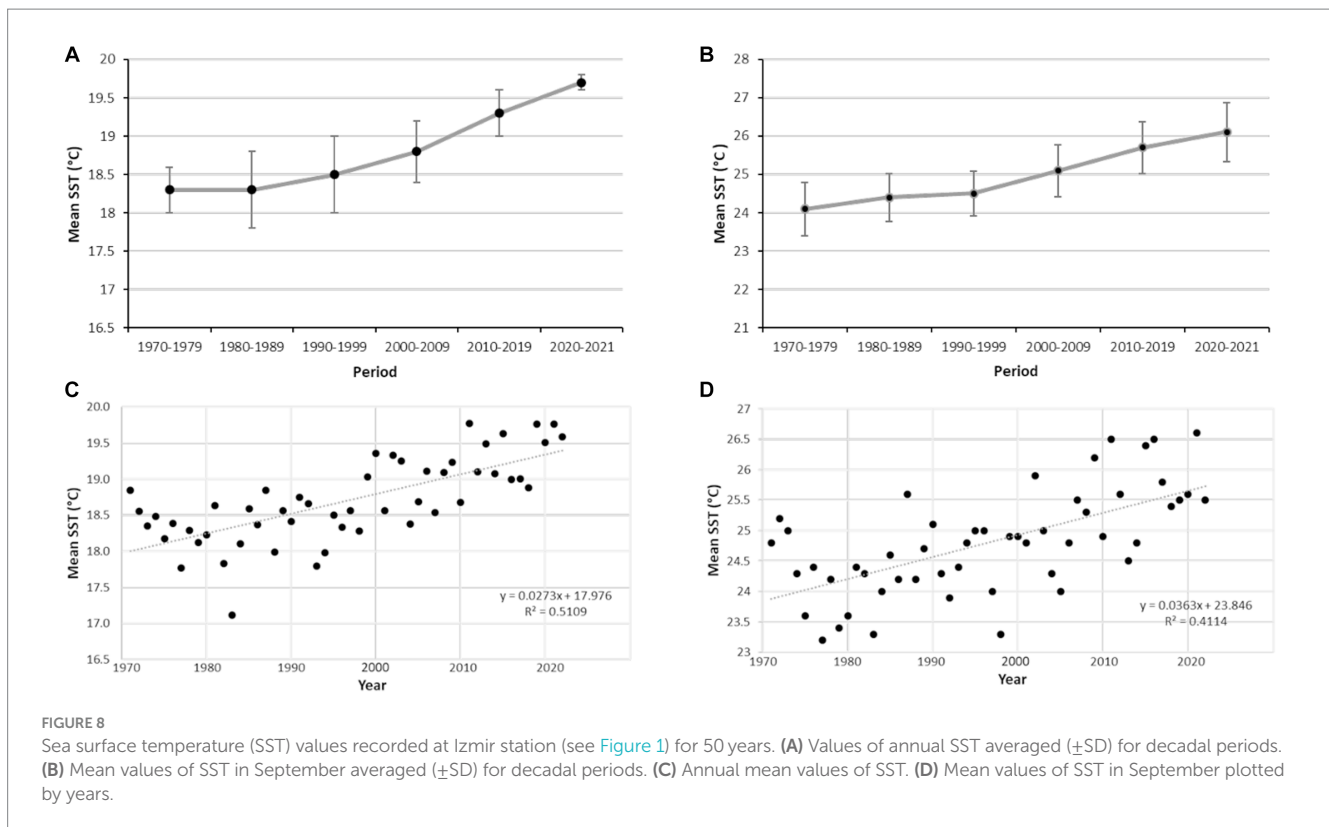 A
20
19.5
19
18.5
18
17.5
17
16.5
Mean SST (°C)
1970-1979 1980-1989 1990-1999 2000-2009 2010-2019 2020-2021
Period
B
28
27
26
25
24
23
22
21
Mean SST (°C )
1970-1979 1980-1989 1990-1999 2000-2009 2010-2019 2020-2021
Period
C
20.0
19.5
19.0
18.5
18.0
17.5
17.0
16.5
Mean SST (°C)
y = 0.0273x + 17.976
R² = 0.5109
1970 1980 1990 2000 2010 2020
Year
D
27
26.5
26
25.5
25
24.5
24
23.5
23
Mean SST (°C)
y = 0.0363x + 23.846
R² = 0.4114
1970 1980 1990 2000 2010 2020
Year
FIGURE 8
Sea surface temperature (SST) values recorded at Izmir station (see Figure 1) for 50 years. (A) Values of annual SST averaged (±SD) for decadal periods.
(B) Mean values of SST in September averaged (±SD) for decadal periods. (C) Annual mean values of SST. (D) Mean values of SST in September plotted
by years.